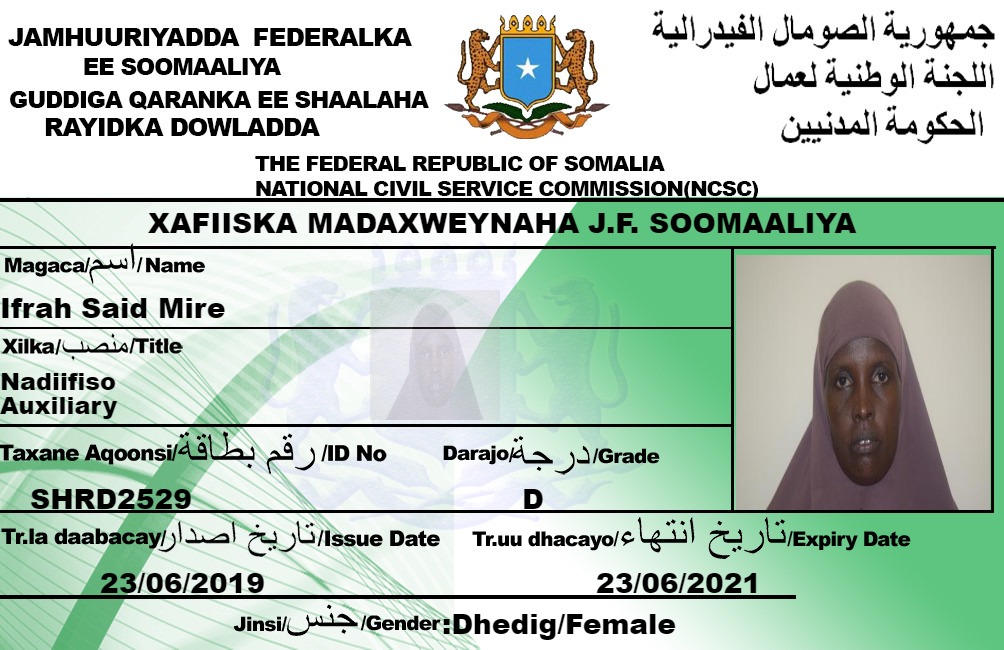 JAMHUURIYADDA FEDERALKA
EE SOOMAALIYA
GUDDIGA QARANKA EE SHAALAHA
RAYIDKA DOWLADDA
جمهورية الصومال الفيدرالية
اللجنة الوطنية لعمال
الحكومة المدنيين
THE FEDERAL REPUBLIC OF SOMALIA
NATIONAL CIVIL SERVICE COMMISSION(NCSC)
XAFIISKA MADAXWEYNAHA J.F. SOOMAALIYA
Magaca/اسم/ Name
Ifrah Said Mire
Xilka/منصب/Title
Nadiifiso
Auxiliary
Taxane Aqoonsi/رقم بطاقة /ID No
Darajo/درجة/Grade
SHRD2529
D
Tr.la daabacay/تاريخ اصدار/Issue Date
Tr.uu dhacayo/تاريخ انتهاء/Expiry Date
23/06/2019
23/06/2021
Jinsi/جنس/Gender:Dhedig/Female